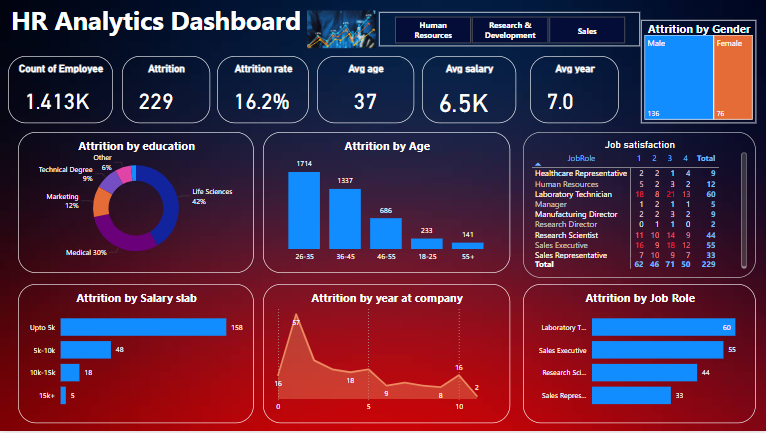 HR Analytics Dashboard
Human
Resources
Research &
Development
Sales
Attrition by Gender
Male
Female
136
76
Count of Employee
1.413K
Attrition
229
Attrition rate
16.2%
Avg age
37
Avg salary
6.5K
Avg year
7.0
Attrition by education
Other
6%
Technical Degree
9%
Marketing
12%
Medical 30%
Life Sciences
42%
Attrition by Age
1714
1337
686
233
141
26-35
36-45
46-55
18-25
55+
Job satisfaction
JobRole 1 2 3 4 Total
Healthcare Representative 2 2 1 4 9
Human Resources 5 2 3 2 12
Laboratory Technician 18 8 21 13 60
Manager 1 2 1 1 5
Manufacturing Director 2 2 3 2 9
Research Director 0 1 1 0 2
Research Scientist 11 10 14 9 44
Sales Executive 16 9 18 12 55
Sales Representative 7 10 9 7 33
Total 62 46 71 50 229
Attrition by Salary slab
Upto 5k 158
5k-10k 48
10k-15k 18
15k+ 5
Attrition by year at company
57
16
18
9
8
16
2
0 5 10
Attrition by Job Role
Laboratory T... 60
Sales Executive 55
Research Sci... 44
Sales Repres... 33